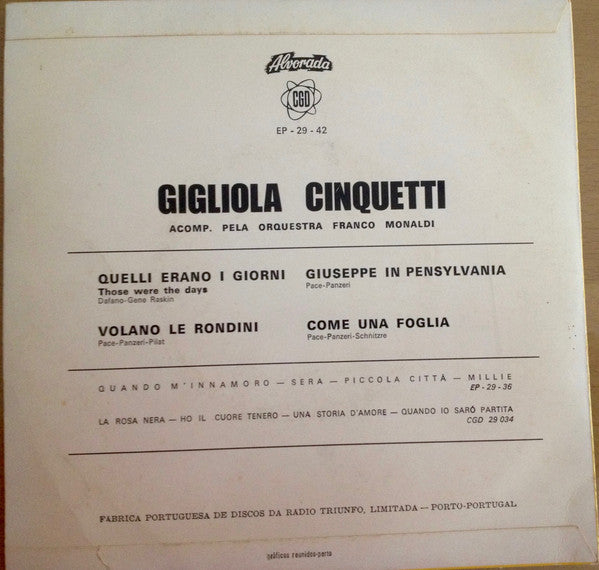 Alvorada
CGD
EP - 29 - 42
GIGLIOLA CINQUETTI
ACOMP. PELA ORQUESTRA FRANCO MONALDI
QUELLI ERANO I GIORNI
Those were the days
Dafano-Gene Raskin
GIUSEPPE IN PENSYLVANIA
Pace-Panzeri
VOLANO LE RONDINI
Pace-Panzeri-Pilat
COME UNA FOGLIA
Pace-Panzeri-Schnitzre
QUANDO M'INNAMORO — SERA — PICCOLA CITTÀ — MILLIE
EP - 29 - 36
LA ROSA NERA — HO IL CUORE TENERO — UNA STORIA D'AMORE — QUANDO IO SARÓ PARTITA
CGD 29 034
FÁBRICA PORTUGUESA DE DISCOS DA RADIO TRIUNFO, LIMITADA — PORTO-PORTUGAL
gráficos reunidos-porto